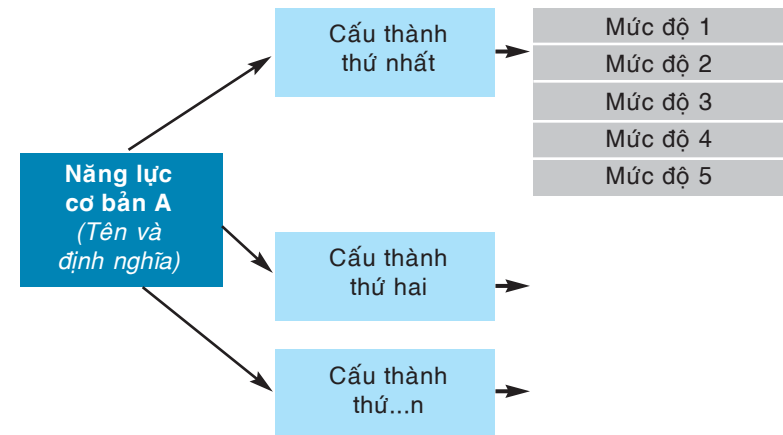 Cấu thành
thứ nhất
Mức độ 1
Mức độ 2
Mức độ 3
Mức độ 4
Mức độ 5
Năng lực
cơ bản A
(Tên và
định nghĩa)
Cấu thành
thứ hai
Cấu thành
thứ...n